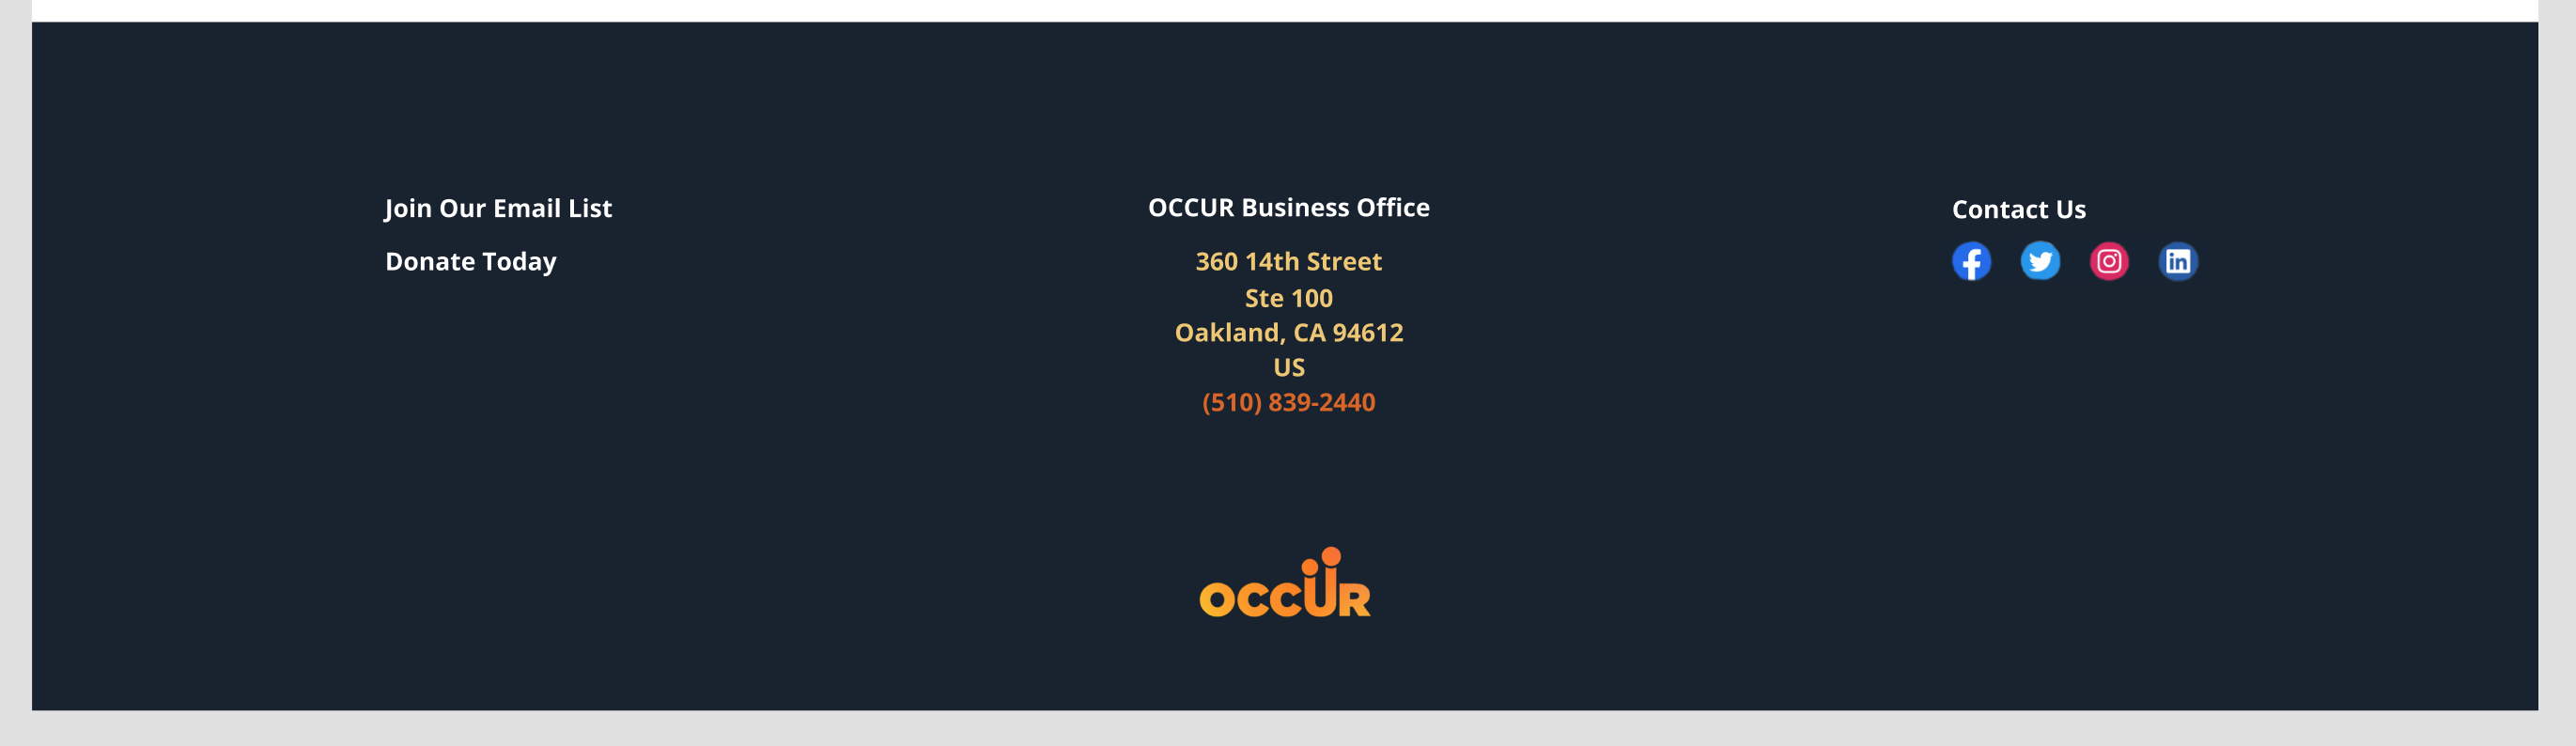 Join Our Email List
Donate Today
OCCUR Business Office
360 14th Street
Ste 100
Oakland, CA 94612
US
(510) 839-2440
Contact Us
OCCUR